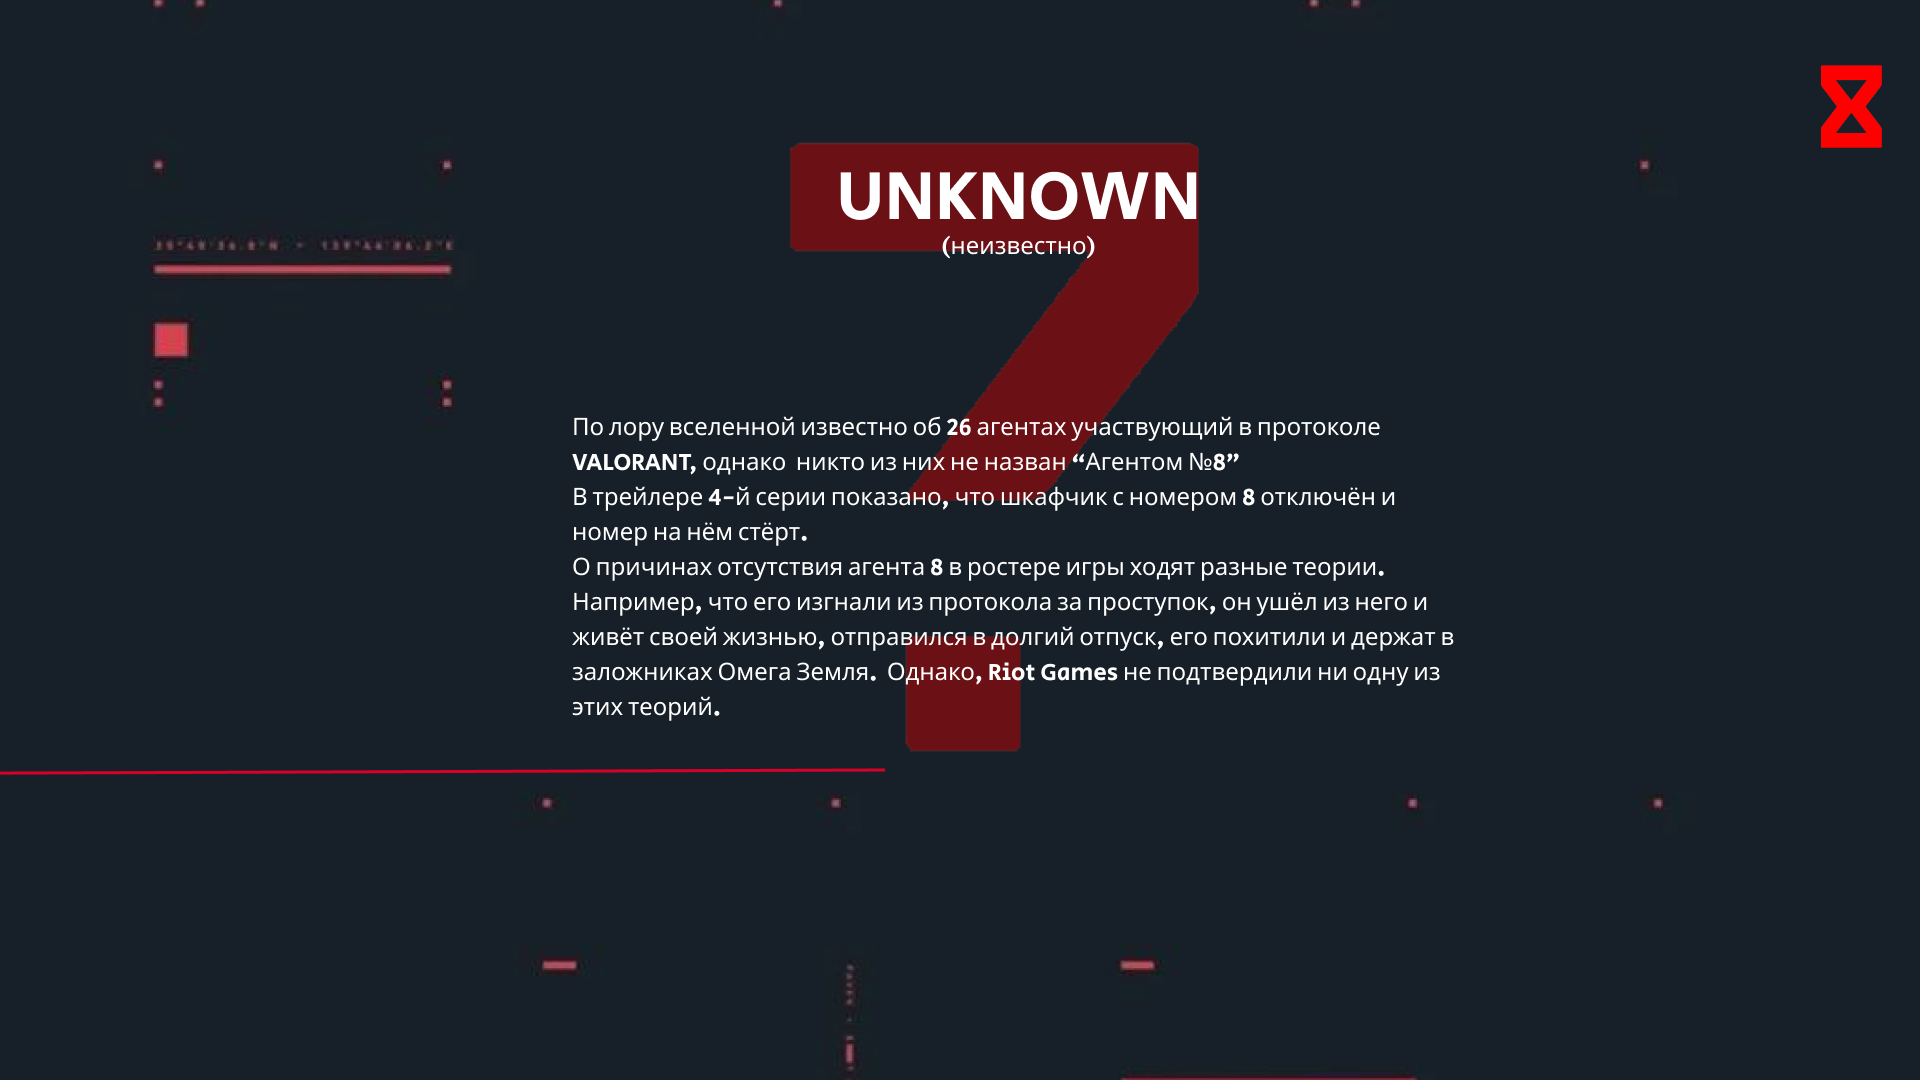 8
UNKNOWN
(неизвестно)
По лору вселенной известно об 26 агентах участвующий в протоколе
VALORANT, однако никто из них не назван “Агентом №8”
В трейлере 4-й серии показано, что шкафчик с номером 8 отключён и
номер на нём стёрт.
О причинах отсутствия агента 8 в ростере игры ходят разные теории.
Например, что его изгнали из протокола за проступок, он ушёл из него и
живёт своей жизнью, отправился в долгий отпуск, его похитили и держат в
заложниках Омега Земля. Однако, Riot Games не подтвердили ни одну из
этих теорий.